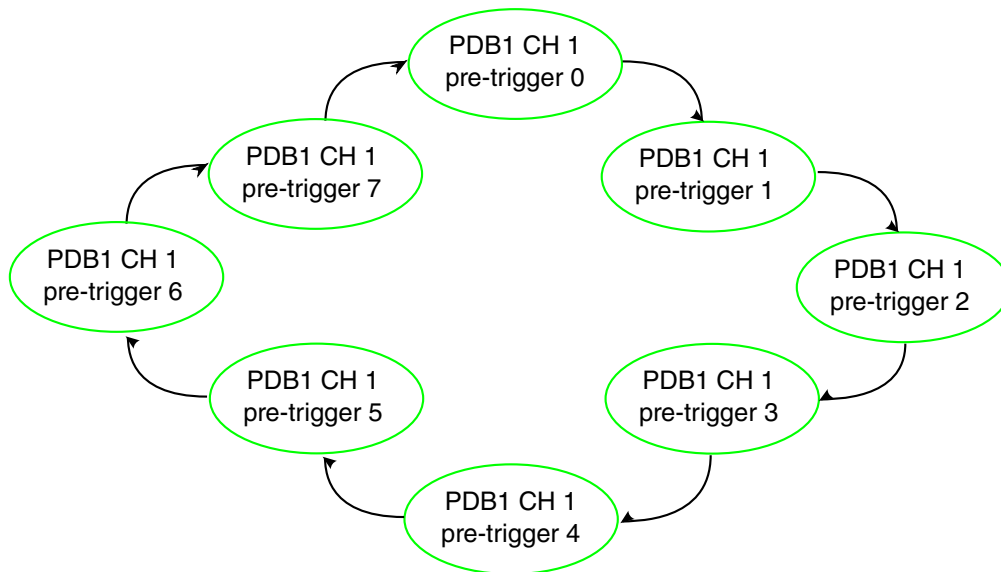 PDB1 CH 1
pre-trigger 0
PDB1 CH 1
pre-trigger 1
PDB1 CH 1
pre-trigger 2
PDB1 CH 1
pre-trigger 3
PDB1 CH 1
pre-trigger 4
PDB1 CH 1
pre-trigger 5
PDB1 CH 1
pre-trigger 6
PDB1 CH 1
pre-trigger 7